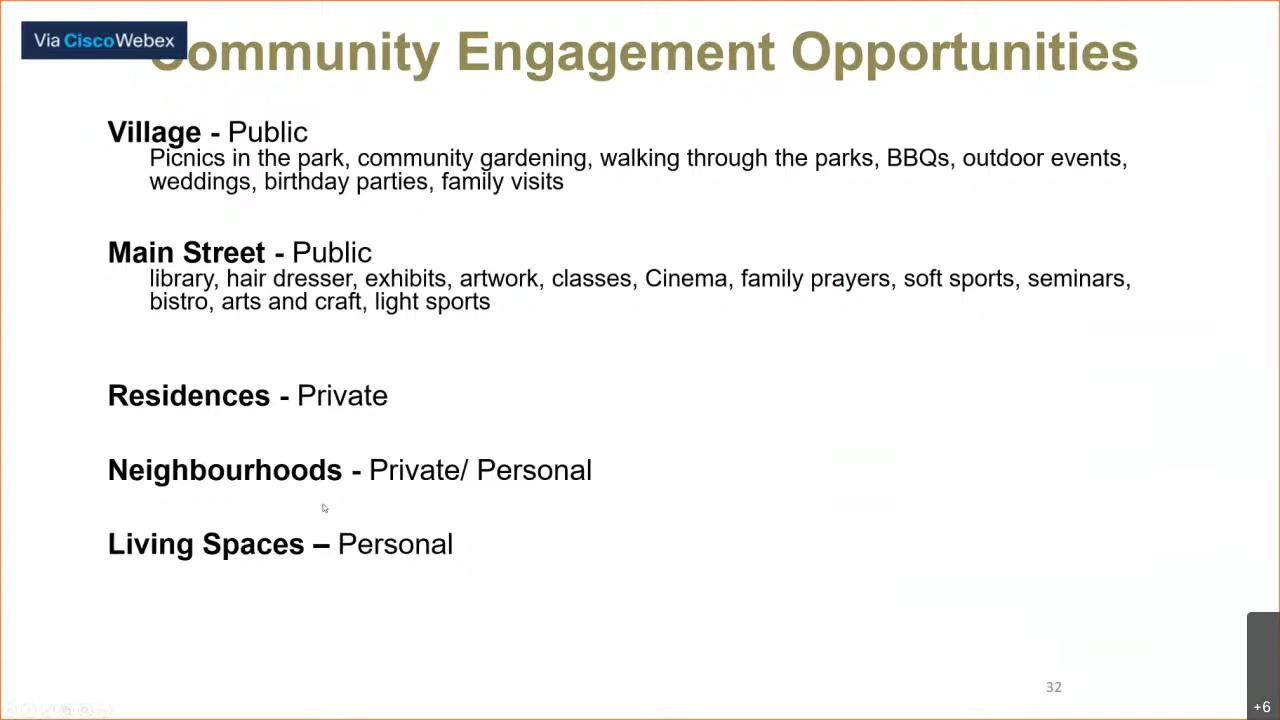 Via CiscoWebex
Community Engagement Opportunities
Village - Public
Picnics in the park, community gardening, walking through the parks, BBQs, outdoor events,
weddings, birthday parties, family visits
Main Street - Public
library, hair dresser, exhibits, artwork, classes, Cinema, family prayers, soft sports, seminars,
bistro, arts and craft, light sports
Residences - Private
Neighbourhoods - Private/ Personal
Living Spaces – Personal
32
+6